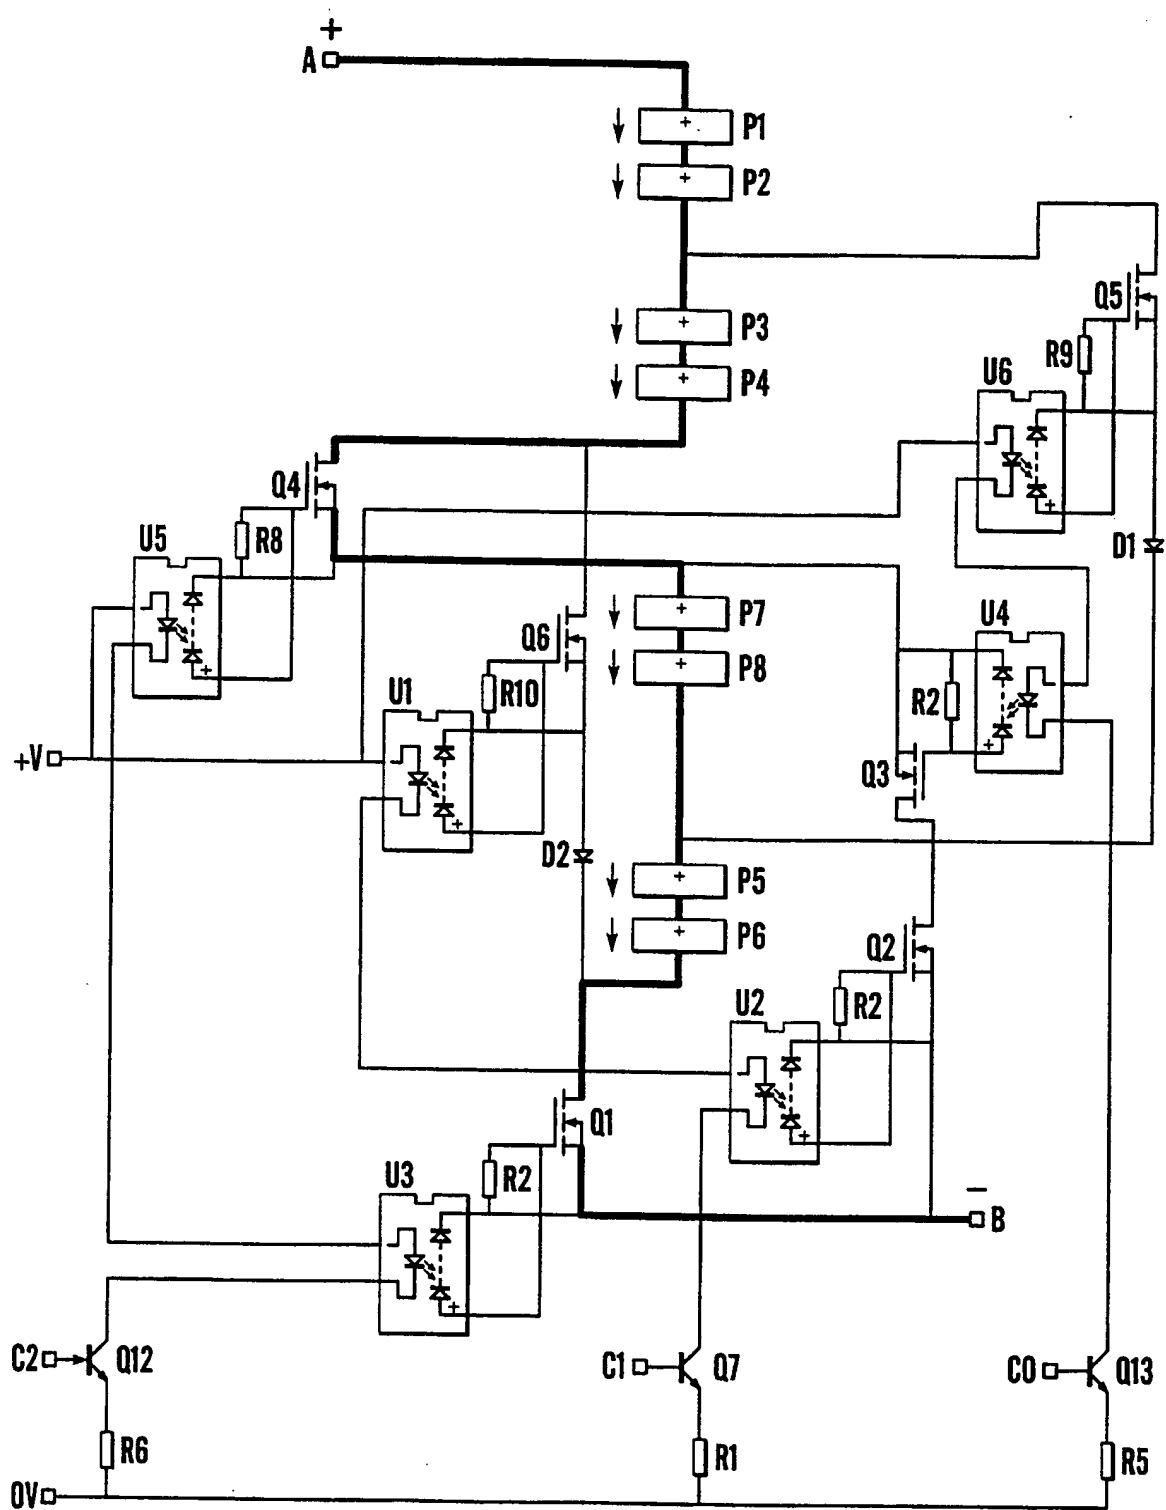 +
A
+ P1
+ P2
+ P3
+ P4
Q5
R9
U6
+
D1
Q4
R8
U5
+
+ P7
+ P8
Q6
R10
U1
+
U4
R2
+
Q3
+V
D2
+ P5
+ P6
Q2
R2
U2
+
Q1
R2
U3
+
−
B
C2
Q12
C1
Q7
C0
Q13
R6
R1
R5
0V